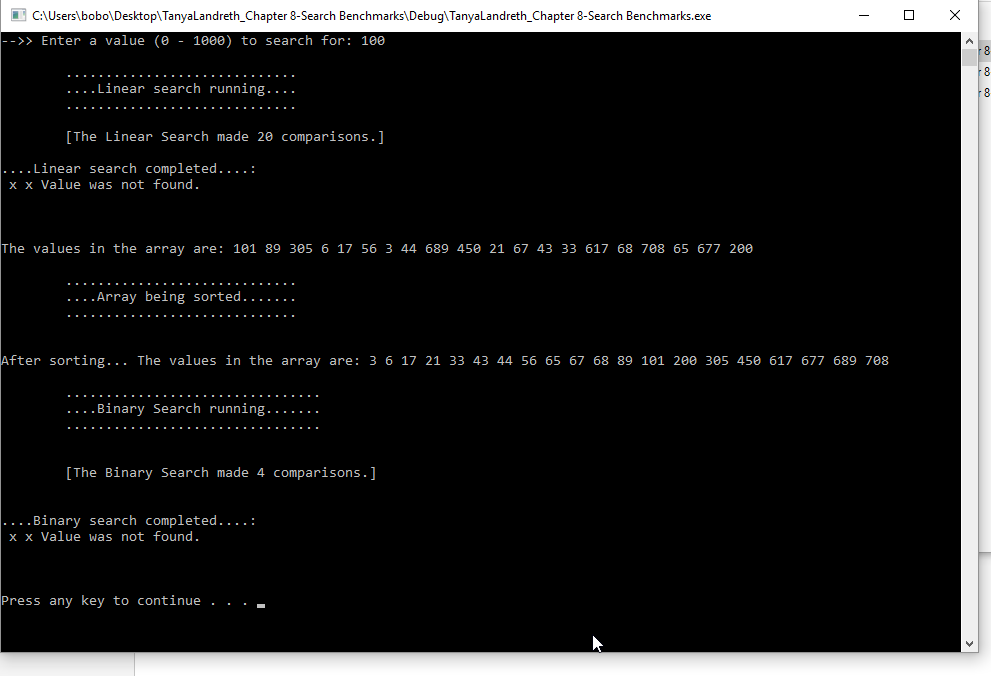 C:\Users\bobo\Desktop\TanyaLandreth_Chapter 8-Search Benchmarks\Debug\TanyaLandreth_Chapter 8-Search Benchmarks.exe
-->> Enter a value (0 - 1000) to search for: 100
.............................
....Linear search running....
.............................
[The Linear Search made 20 comparisons.]
....Linear search completed....:
x x Value was not found.
The values in the array are: 101 89 305 6 17 56 3 44 689 450 21 67 43 33 617 68 708 65 677 200
.............................
....Array being sorted.......
.............................
After sorting... The values in the array are: 3 6 17 21 33 43 44 56 65 67 68 89 101 200 305 450 617 677 689 708
................................
....Binary Search running.......
................................
[The Binary Search made 4 comparisons.]
....Binary search completed....:
x x Value was not found.
Press any key to continue . . .
r 8
r 8
r 8